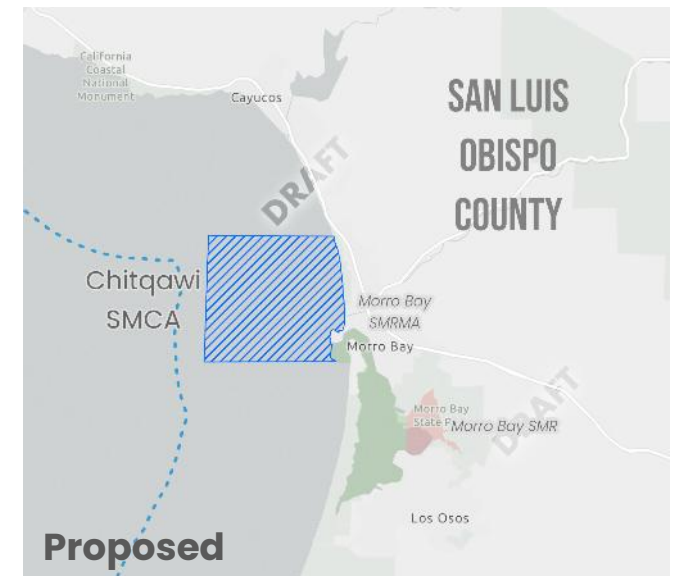 California
Coastal
National
Monument
Cayucos
SAN LUIS
OBISPO
COUNTY
DRAFT
Chitqawi
SMCA
Morro Bay
SMRMA
Morro Bay
DRAFT
Morro Bay
State P
Morro Bay SMR
Los Osos
Proposed